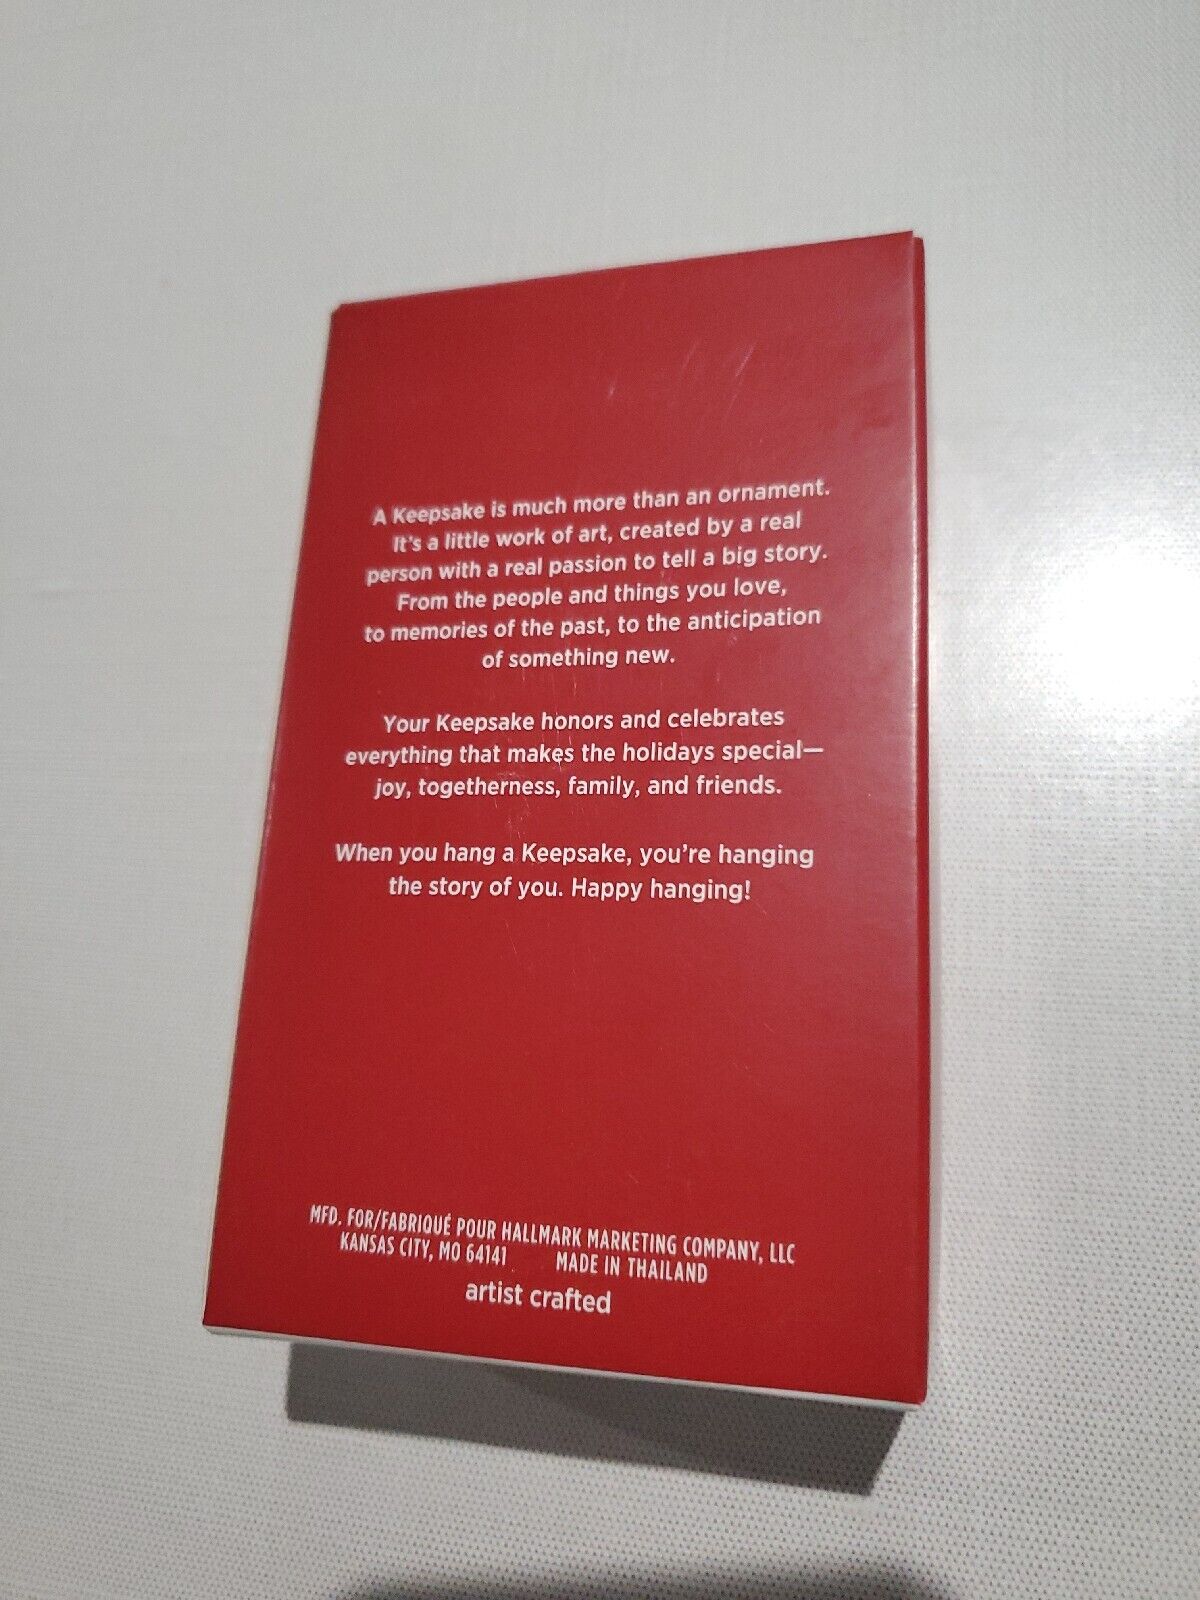 A Keepsake is much more than an ornament.
It's a little work of art, created by a real
person with a real passion to tell a big story.
From the people and things you love,
to memories of the past, to the anticipation
of something new.
Your Keepsake honors and celebrates
everything that makes the holidays special—
joy, togetherness, family, and friends.
When you hang a Keepsake, you're hanging
the story of you. Happy hanging!
MFD. FOR/FABRIQUÉ POUR HALLMARK MARKETING COMPANY, LLC
KANSAS CITY, MO 64141 MADE IN THAILAND
artist crafted